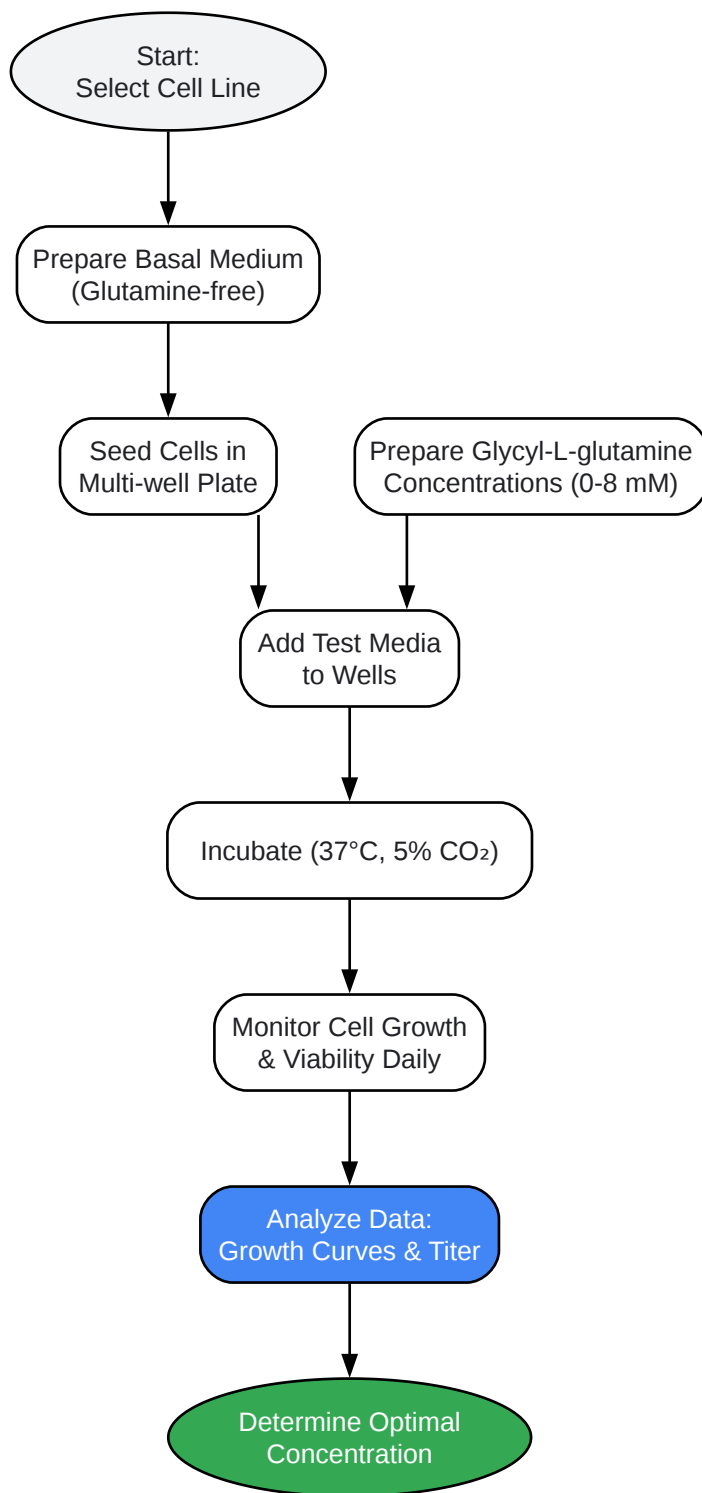 Start:
Select Cell Line
Prepare Basal Medium
(Glutamine-free)
Seed Cells in
Multi-well Plate
Prepare Glycyl-L-glutamine
Concentrations (0-8 mM)
Add Test Media
to Wells
Incubate (37°C, 5% CO₂)
Monitor Cell Growth
& Viability Daily
Analyze Data:
Growth Curves & Titer
Determine Optimal
Concentration